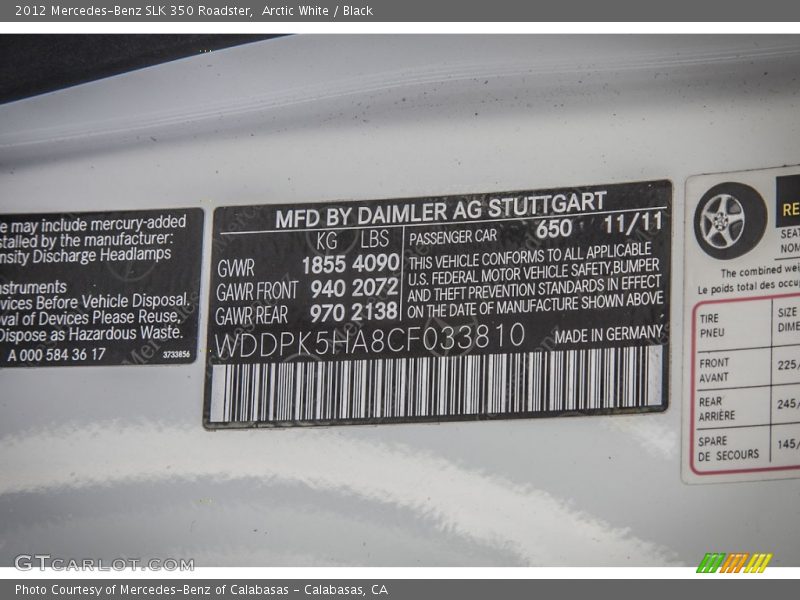 2012 Mercedes-Benz SLK 350 Roadster, Arctic White / Black
e may include mercury-added
stalled by the manufacturer:
nsity Discharge Headlamps
nstruments
vices Before Vehicle Disposal,
val of Devices Please Reuse,
Dispose as Hazardous Waste.
A 000 584 36 17
3733856
MFD BY DAIMLER AG STUTTGART
KG LBS
PASSENGER CAR 650 11/11
GVWR 1855 4090
GAWR FRONT 940 2072
GAWR REAR 970 2138
THIS VEHICLE CONFORMS TO ALL APPLICABLE
U.S. FEDERAL MOTOR VEHICLE SAFETY,BUMPER
AND THEFT PREVENTION STANDARDS IN EFFECT
ON THE DATE OF MANUFACTURE SHOWN ABOVE
WDDPK5HA8CF033810 MADE IN GERMANY
RE
SEAT
NOM
The combined wei
Le poids total des occup
TIRE
PNEU
SIZE
DIME
FRONT
AVANT
225/
REAR
ARRIÈRE
245/
SPARE
DE SECOURS
145/
GTCARLOT.COM
Photo Courtesy of Mercedes-Benz of Calabasas - Calabasas, CA